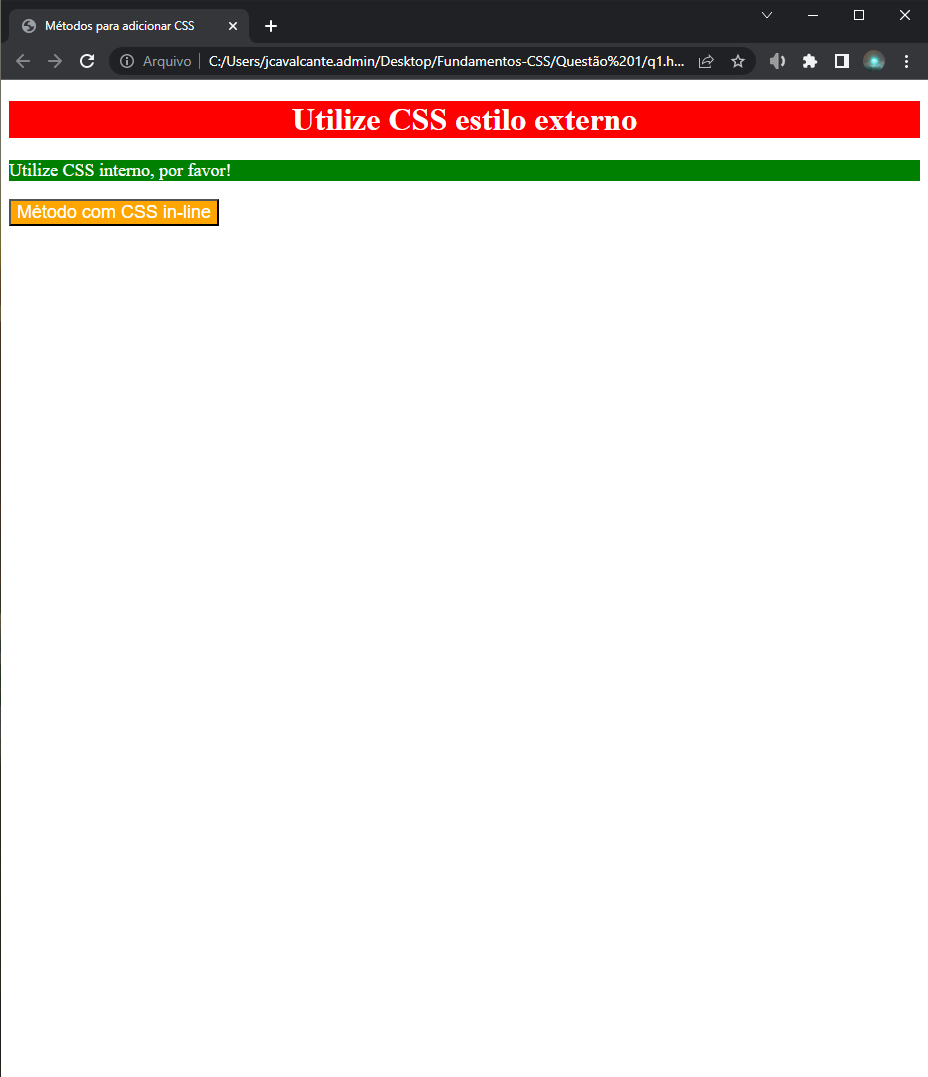 Métodos para adicionar CSS
Arquivo | C:/Users/jcavalcante.admin/Desktop/Fundamentos-CSS/Questão%201/q1.h...
Utilize CSS estilo externo
Utilize CSS interno, por favor!
Método com CSS in-line